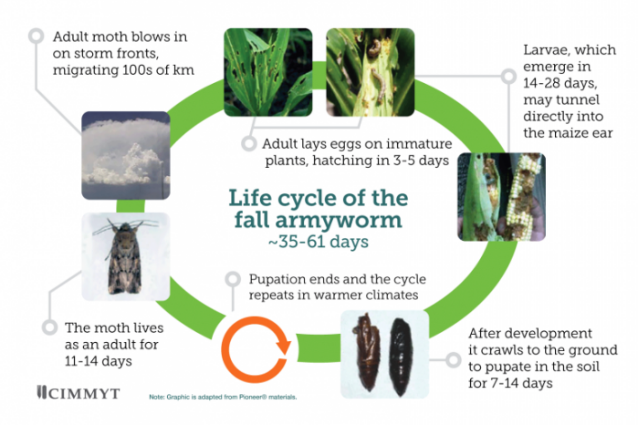 Adult moth blows in
on storm fronts,
migrating 100s of km
Larvae, which
emerge in
14-28 days,
may tunnel
directly into
the maize ear
Adult lays eggs on immature
plants, hatching in 3-5 days
Life cycle of the
fall armyworm
~35-61 days
Pupation ends and the cycle
repeats in warmer climates
The moth lives
as an adult for
11-14 days
After development
it crawls to the ground
to pupate in the soil
for 7-14 days
CIMMYT
Note: Graphic is adapted from Pioneer® materials.